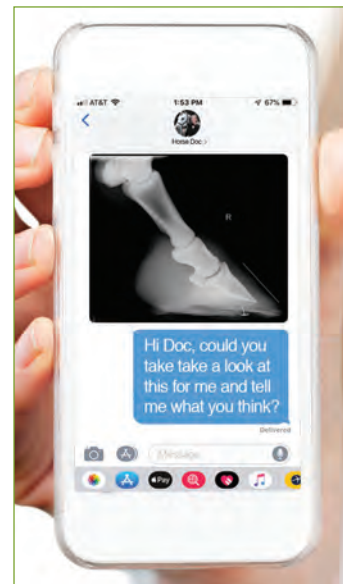 AT&T 1:53 PM 67%
Horse Doc >
R
Hi Doc, could you
take take a look at
this for me and tell
me what you think?
Delivered
iMessage
Pay